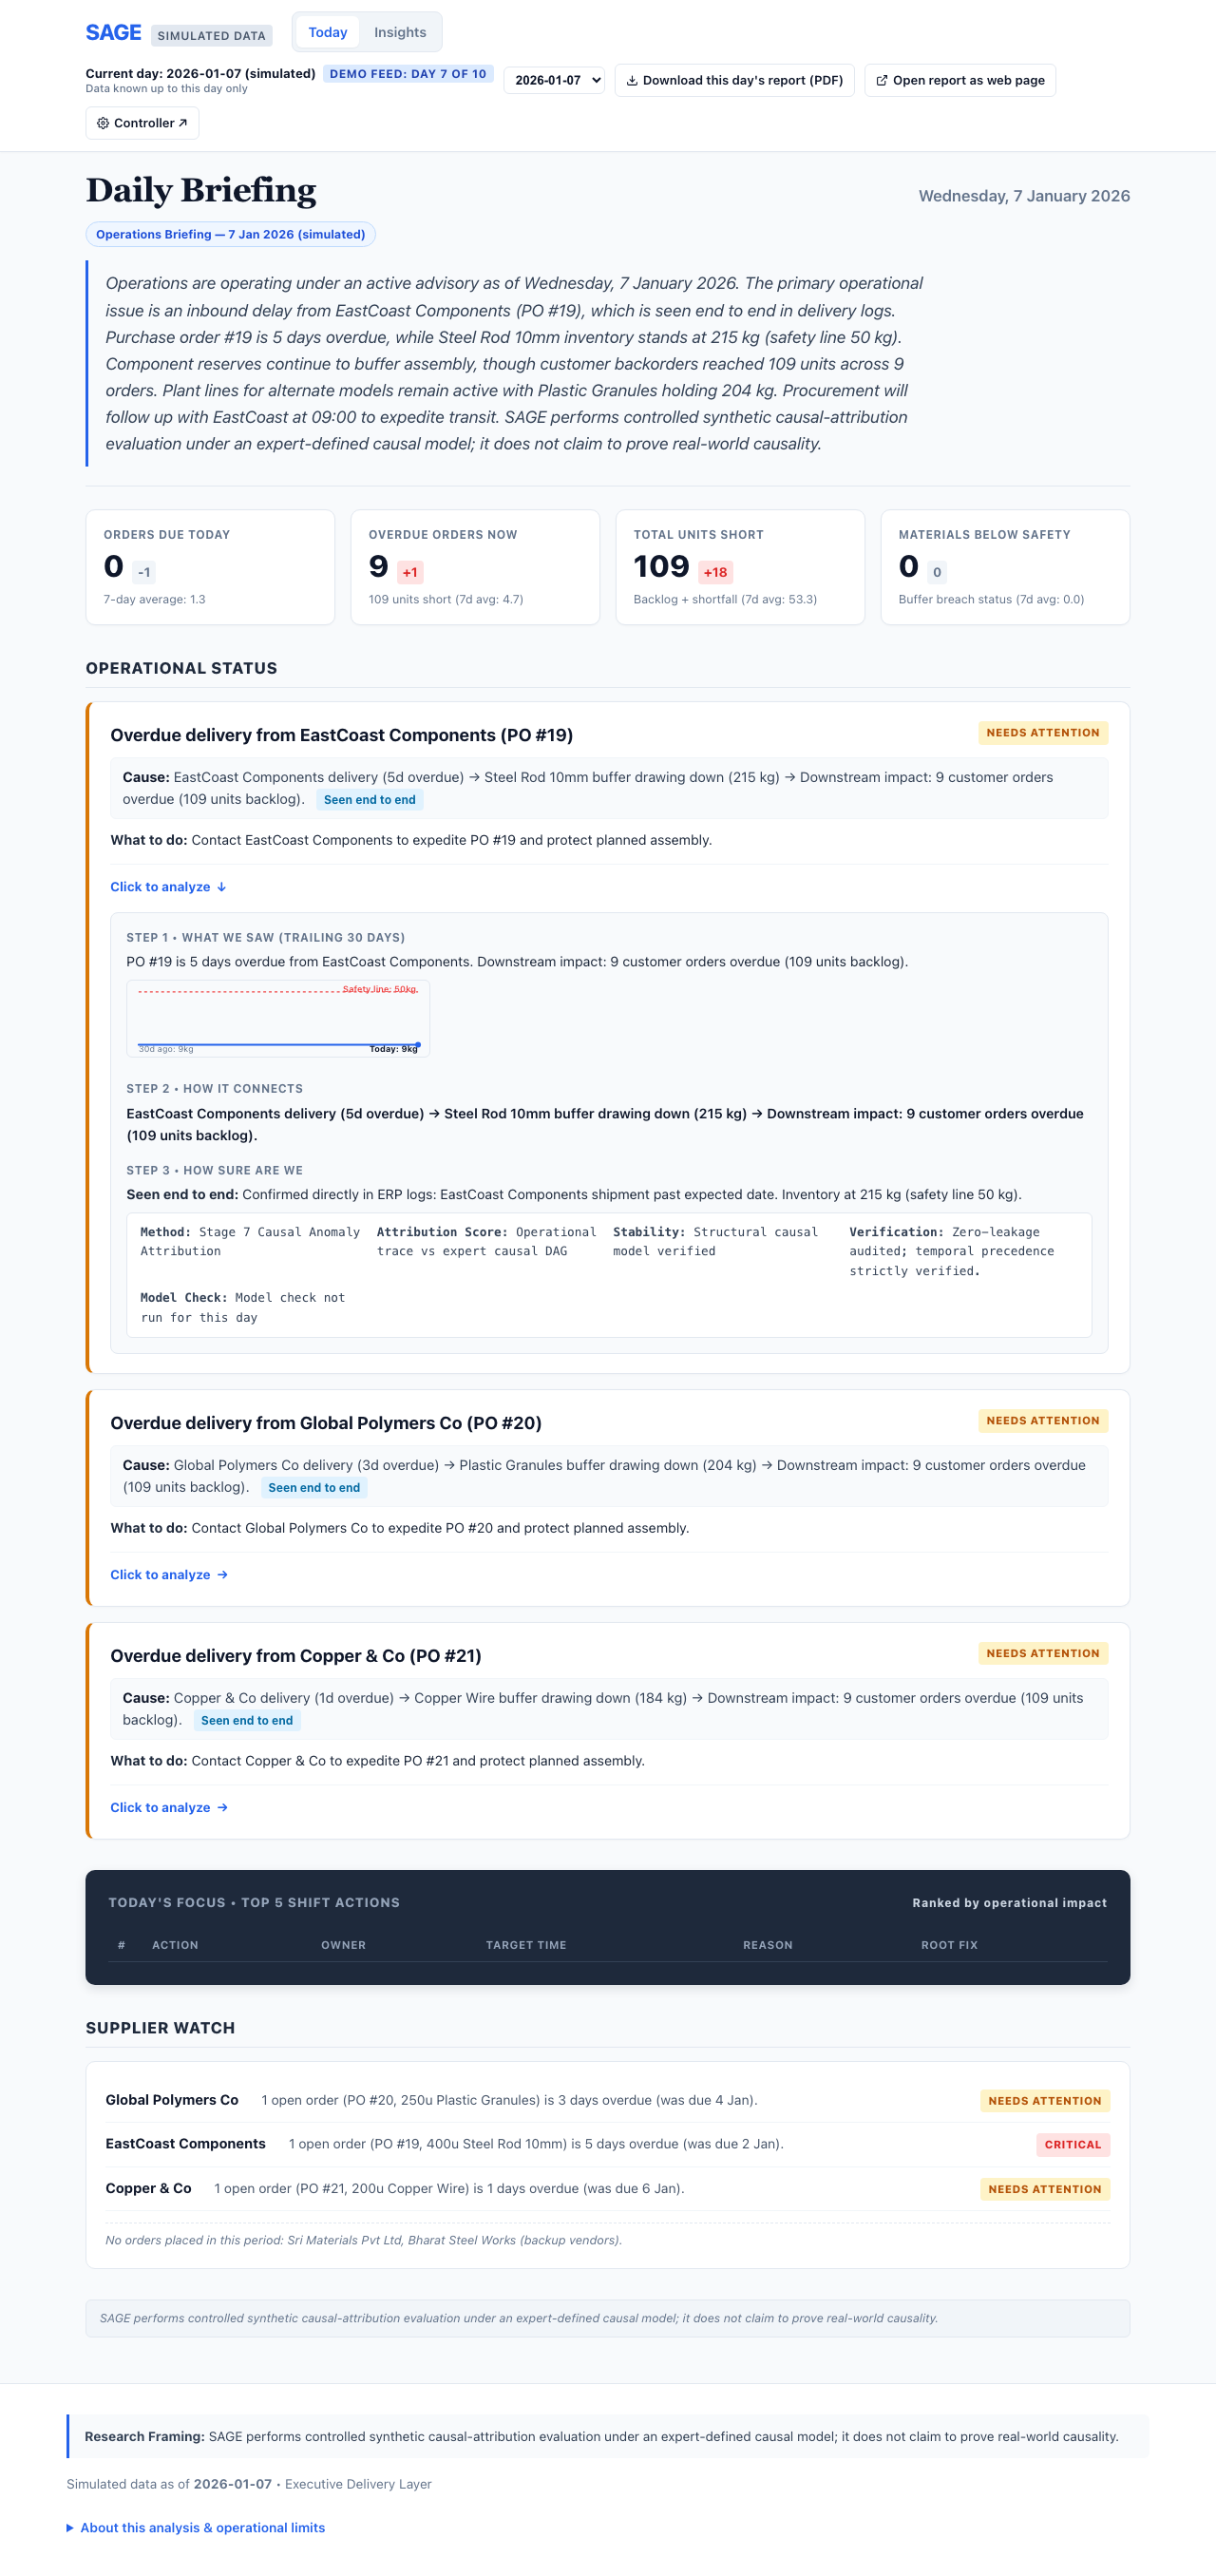 SAGE SIMULATED DATA Today Insights
Current day: 2026-01-07 (simulated) DEMO FEED: DAY 7 OF 10 2026-01-07 Download this day's report (PDF) Open report as web page
Data known up to this day only
Controller ↗
Daily Briefing Wednesday, 7 January 2026
Operations Briefing — 7 Jan 2026 (simulated)
Operations are operating under an active advisory as of Wednesday, 7 January 2026. The primary operational
issue is an inbound delay from EastCoast Components (PO #19), which is seen end to end in delivery logs.
Purchase order #19 is 5 days overdue, while Steel Rod 10mm inventory stands at 215 kg (safety line 50 kg).
Component reserves continue to buffer assembly, though customer backorders reached 109 units across 9
orders. Plant lines for alternate models remain active with Plastic Granules holding 204 kg. Procurement will
follow up with EastCoast at 09:00 to expedite transit. SAGE performs controlled synthetic causal-attribution
evaluation under an expert-defined causal model; it does not claim to prove real-world causality.
ORDERS DUE TODAY
0 -1
7-day average: 1.3
OVERDUE ORDERS NOW
9 +1
109 units short (7d avg: 4.7)
TOTAL UNITS SHORT
109 +18
Backlog + shortfall (7d avg: 53.3)
MATERIALS BELOW SAFETY
0 0
Buffer breach status (7d avg: 0.0)
OPERATIONAL STATUS
Overdue delivery from EastCoast Components (PO #19) NEEDS ATTENTION
Cause: EastCoast Components delivery (5d overdue) → Steel Rod 10mm buffer drawing down (215 kg) → Downstream impact: 9 customer orders
overdue (109 units backlog). Seen end to end
What to do: Contact EastCoast Components to expedite PO #19 and protect planned assembly.
Click to analyze ↓
STEP 1 • WHAT WE SAW (TRAILING 30 DAYS)
PO #19 is 5 days overdue from EastCoast Components. Downstream impact: 9 customer orders overdue (109 units backlog).
Safety line: 50kg
30d ago: 9kg Today: 9kg
STEP 2 • HOW IT CONNECTS
EastCoast Components delivery (5d overdue) → Steel Rod 10mm buffer drawing down (215 kg) → Downstream impact: 9 customer orders overdue
(109 units backlog).
STEP 3 • HOW SURE ARE WE
Seen end to end: Confirmed directly in ERP logs: EastCoast Components shipment past expected date. Inventory at 215 kg (safety line 50 kg).
Method: Stage 7 Causal Anomaly
Attribution
Attribution Score: Operational
trace vs expert causal DAG
Stability: Structural causal
model verified
Verification: Zero-leakage
audited; temporal precedence
strictly verified.
Model Check: Model check not
run for this day
Overdue delivery from Global Polymers Co (PO #20) NEEDS ATTENTION
Cause: Global Polymers Co delivery (3d overdue) → Plastic Granules buffer drawing down (204 kg) → Downstream impact: 9 customer orders overdue
(109 units backlog). Seen end to end
What to do: Contact Global Polymers Co to expedite PO #20 and protect planned assembly.
Click to analyze →
Overdue delivery from Copper & Co (PO #21) NEEDS ATTENTION
Cause: Copper & Co delivery (1d overdue) → Copper Wire buffer drawing down (184 kg) → Downstream impact: 9 customer orders overdue (109 units
backlog). Seen end to end
What to do: Contact Copper & Co to expedite PO #21 and protect planned assembly.
Click to analyze →
TODAY'S FOCUS • TOP 5 SHIFT ACTIONS Ranked by operational impact
# ACTION OWNER TARGET TIME REASON ROOT FIX
SUPPLIER WATCH
Global Polymers Co 1 open order (PO #20, 250u Plastic Granules) is 3 days overdue (was due 4 Jan). NEEDS ATTENTION
EastCoast Components 1 open order (PO #19, 400u Steel Rod 10mm) is 5 days overdue (was due 2 Jan). CRITICAL
Copper & Co 1 open order (PO #21, 200u Copper Wire) is 1 days overdue (was due 6 Jan). NEEDS ATTENTION
No orders placed in this period: Sri Materials Pvt Ltd, Bharat Steel Works (backup vendors).
SAGE performs controlled synthetic causal-attribution evaluation under an expert-defined causal model; it does not claim to prove real-world causality.
Research Framing: SAGE performs controlled synthetic causal-attribution evaluation under an expert-defined causal model; it does not claim to prove real-world causality.
Simulated data as of 2026-01-07 • Executive Delivery Layer
▶ About this analysis & operational limits